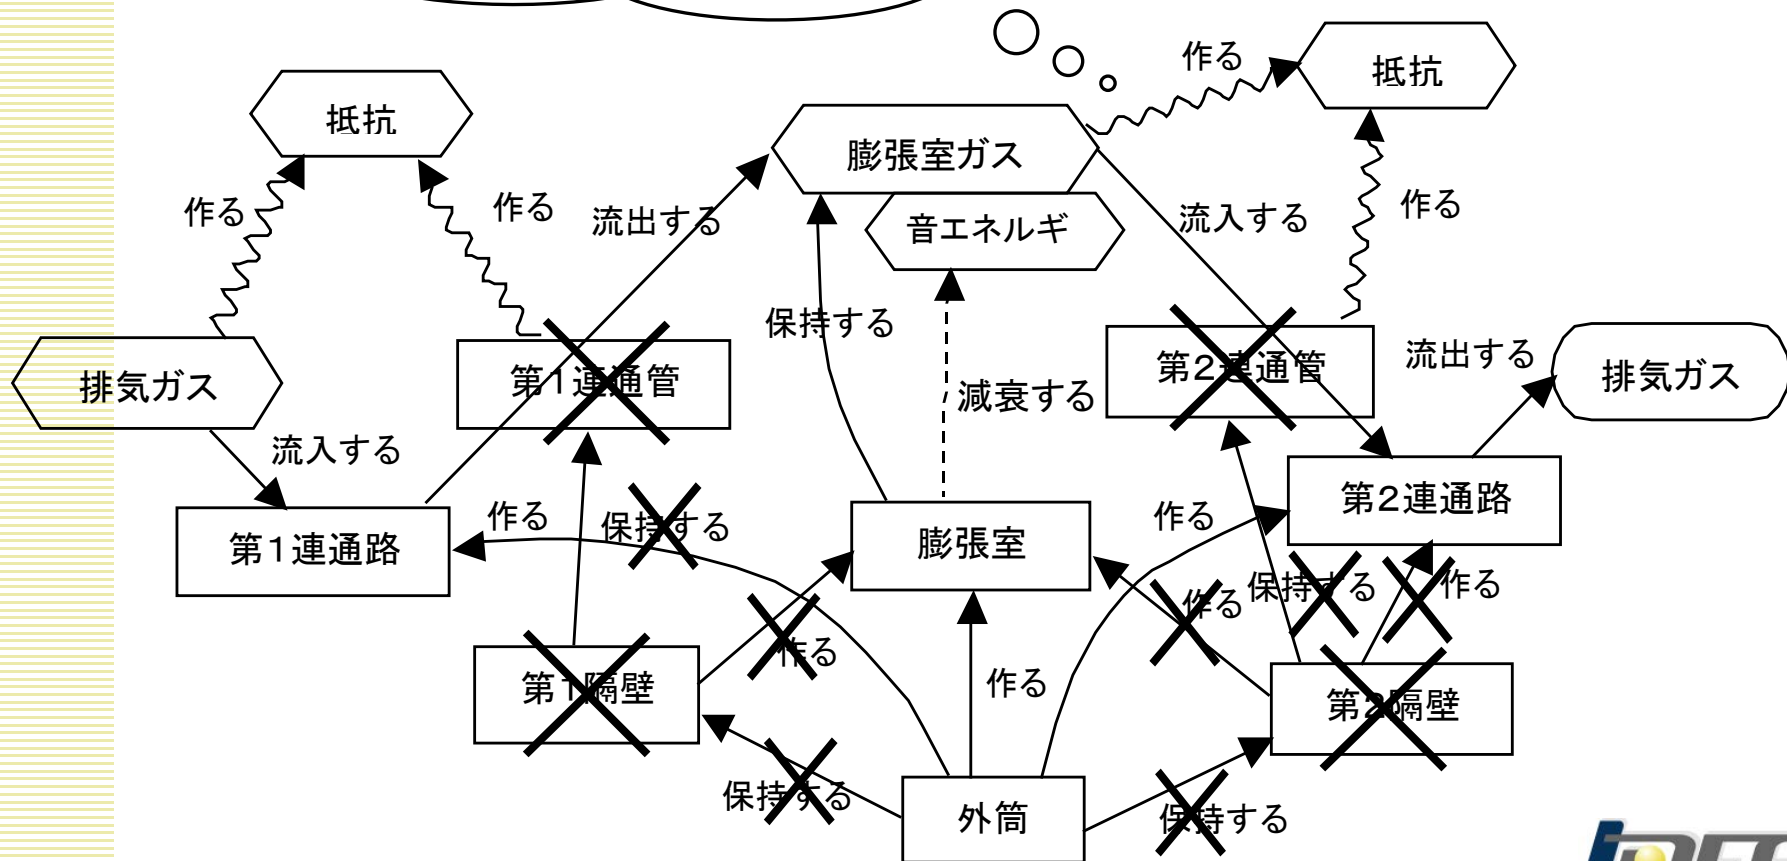 作る
抵抗
抵抗
膨張室ガス
作る
作る
流出する
音エネルギ
流入する
作る
保持する
排気ガス
第1連通管
減衰する
第2連通管
流出する
排気ガス
流入する
第1連通路
作る
保持する
膨張室
作る
第2連通路
作る
保持する
作る
作る
第1隔壁
作る
第2隔壁
保持する
外筒
保持する